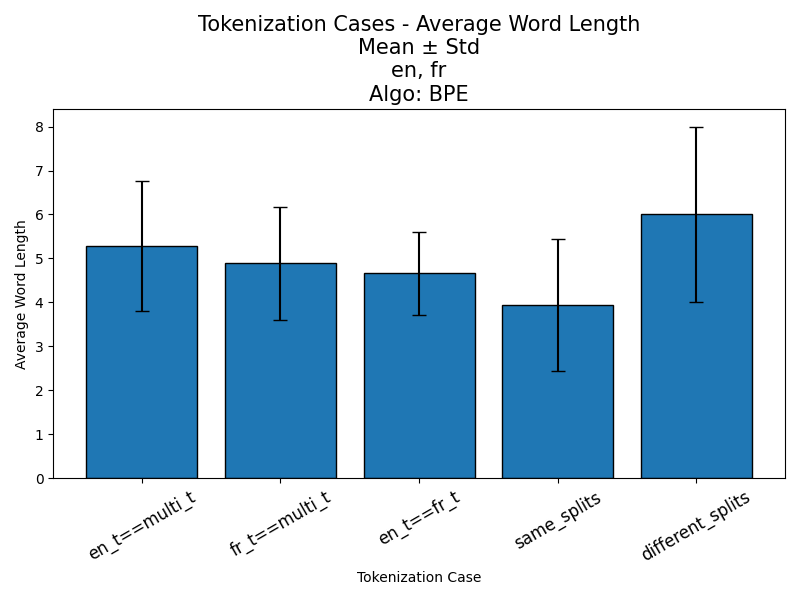 Tokenization Cases - Average Word Length
Mean ± Std
en, fr
Algo: BPE
Average Word Length
8
7
6
5
4
3
2
1
0
en_t==multi_t
fr_t==multi_t
en_t==fr_t
same_splits
different_splits
Tokenization Case